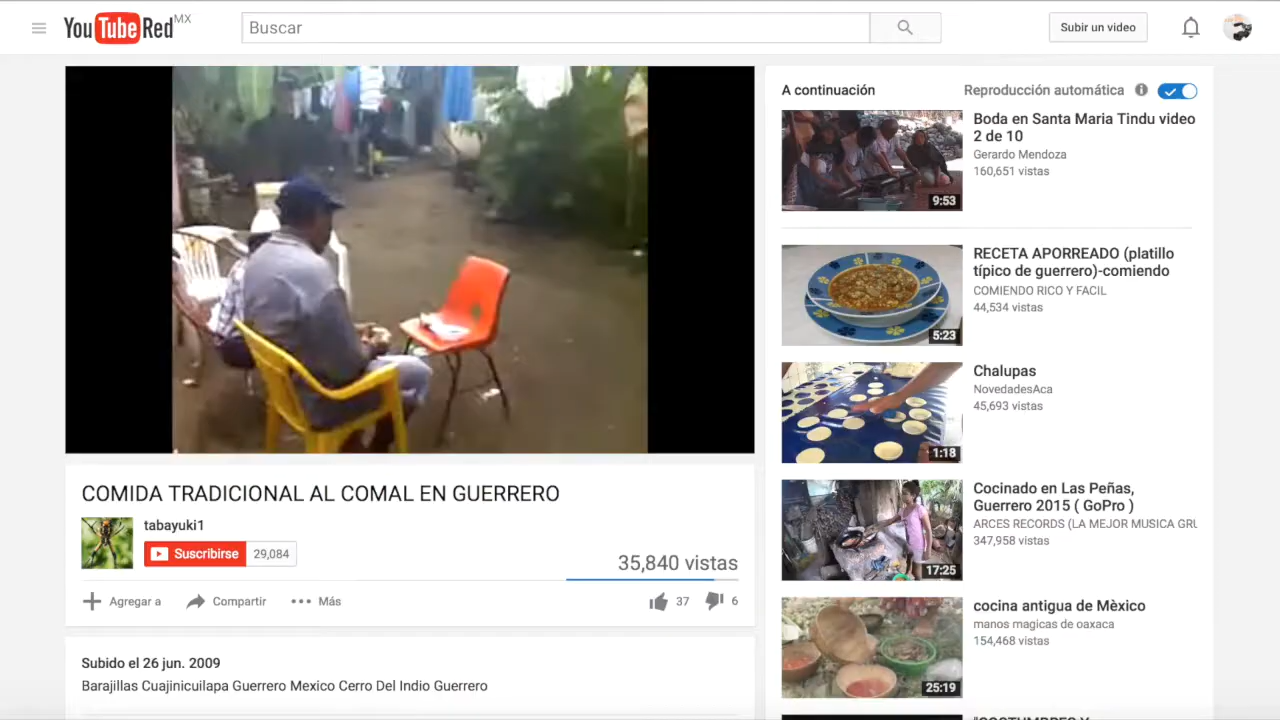 YouTube Red MX
Buscar
Subir un video
COMIDA TRADICIONAL AL COMAL EN GUERRERO
tabayuki1
Suscribirse 29,084
35,840 vistas
Agregar a Compartir Más 37 6
Subido el 26 jun. 2009
Barajillas Cuajinicuilapa Guerrero Mexico Cerro Del Indio Guerrero
A continuación Reproducción automática
Boda en Santa Maria Tindu video
2 de 10
Gerardo Mendoza
160,651 vistas
9:53
RECETA APORREADO (platillo
típico de guerrero)-comiendo
COMIENDO RICO Y FACIL
44,534 vistas
5:23
Chalupas
NovedadesAca
45,693 vistas
1:18
Cocinado en Las Peñas,
Guerrero 2015 ( GoPro )
ARCES RECORDS (LA MEJOR MUSICA GRU
347,958 vistas
17:25
cocina antigua de Mèxico
manos magicas de oaxaca
154,468 vistas
25:19
"COSTUMBRES Y